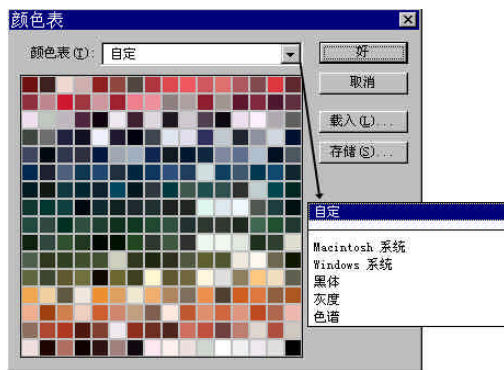 颜色表
颜色表(T): 自定
好
取消
载入(L)...
存储(S)...
自定
Macintosh 系统
Windows 系统
黑体
灰度
色谱